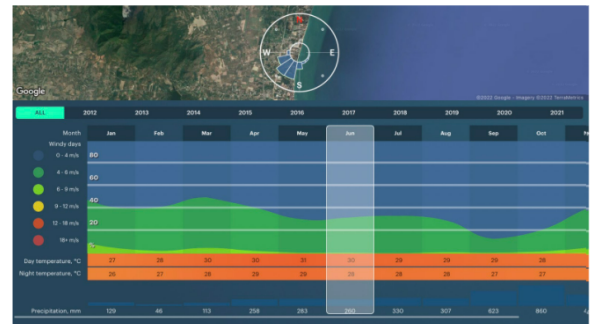 W E
S
Google
©2022 Google - Imagery ©2022 TerraMetrics
ALL 2012 2013 2014 2015 2016 2017 2018 2019 2020 2021
Month Jan Feb Mar Apr May Jun Jul Aug Sep Oct
Windy days
0 - 4 m/s 80
4 - 6 m/s 60
6 - 9 m/s
9 - 12 m/s 40
12 - 18 m/s 20
18+ m/s 5
Day temperature, °C 27 28 30 30 31 30 29 29 29 28
Night temperature, °C 26 27 28 28 29 28 28 28 27 27
Precipitation, mm 129 46 113 258 283 260 330 307 623 860